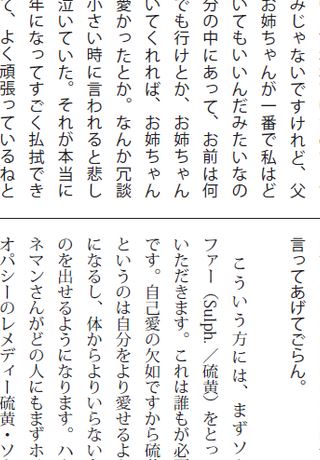 みじゃないですけれど、父
お姉ちゃんが一番で私はど
いてもいいんだみたいなの
分の中にあって、お前は何
でも行けとか、お姉ちゃん
いてくれれば、お姉ちゃん
愛かったとか。なんか冗談
小さい時に言われると悲し
泣いていた。それが本当に
年になってすごく払拭でき
て、よく頑張っているねと
言ってあげてごらん。
こういう方には、まずソ
ファー（Sulph.／硫黄）をとっ
いただきます。これは誰もが必
です。自己愛の欠如ですから硫
というのは自分をより愛せるよ
になるし、体からよりいらない
のを出せるようになります。ハ
ネマンさんがどの人にもまずホ
オパシーのレメディー硫黄・ソ